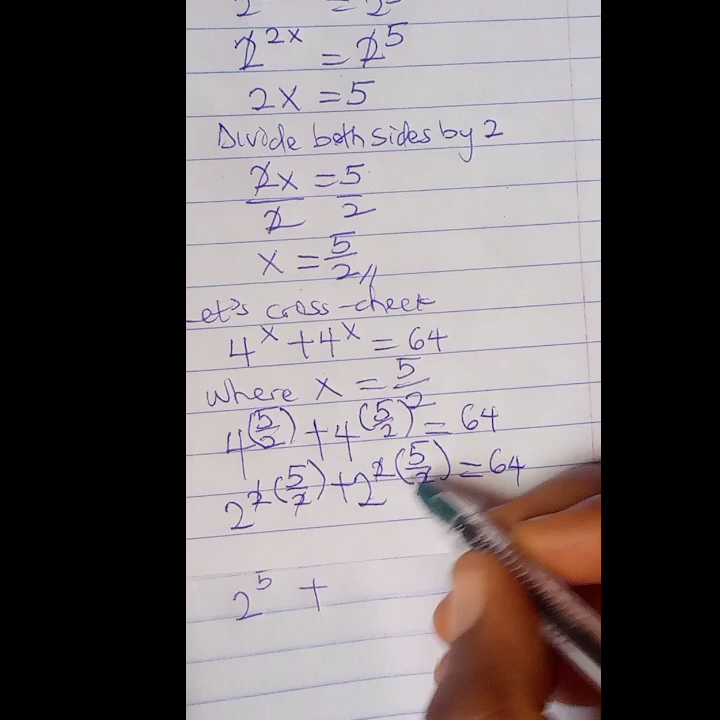 2^{2x} = 2^5
2x = 5
Divide both sides by 2
2x/2 = 5/2
x = 5/2 //
Let's cross-check
4^x + 4^x = 64
Where x = 5/2
4^(5/2) + 4^(5/2) = 64
2^{2(5/2)} + 2^{2(5/2)} = 64
2^5 +